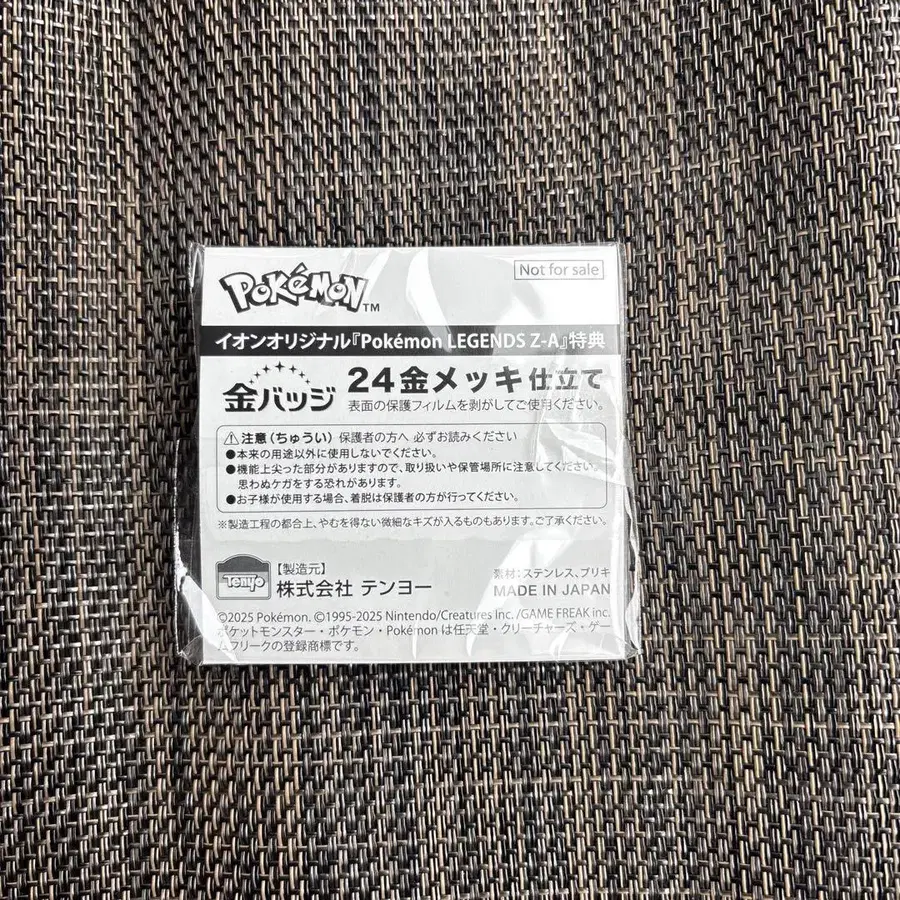 POKéMON TM
Not for sale
イオンオリジナル『Pokémon LEGENDS Z-A』特典
金バッジ
24金メッキ仕立て
表面の保護フィルムを剥がしてご使用ください。
⚠注意(ちゅうい) 保護者の方へ 必ずお読みください
●本来の用途以外に使用しないでください。
●機能上尖った部分がありますので、取り扱いや保管場所に注意してください。
思わぬケガをする恐れがあります。
●お子様が使用する場合、着脱は保護者の方が行ってください。
※製造工程の都合上、やむを得ない微細なキズが入るものもあります。ご了承ください。
Tenyo
【製造元】
株式会社 テンヨー
素材:ステンレス、ブリキ
MADE IN JAPAN
©2025 Pokémon. ©1995-2025 Nintendo/Creatures Inc. /GAME FREAK inc.
ポケットモンスター・ポケモン・Pokémon は任天堂・クリーチャーズ・ゲー
ムフリークの登録商標です。